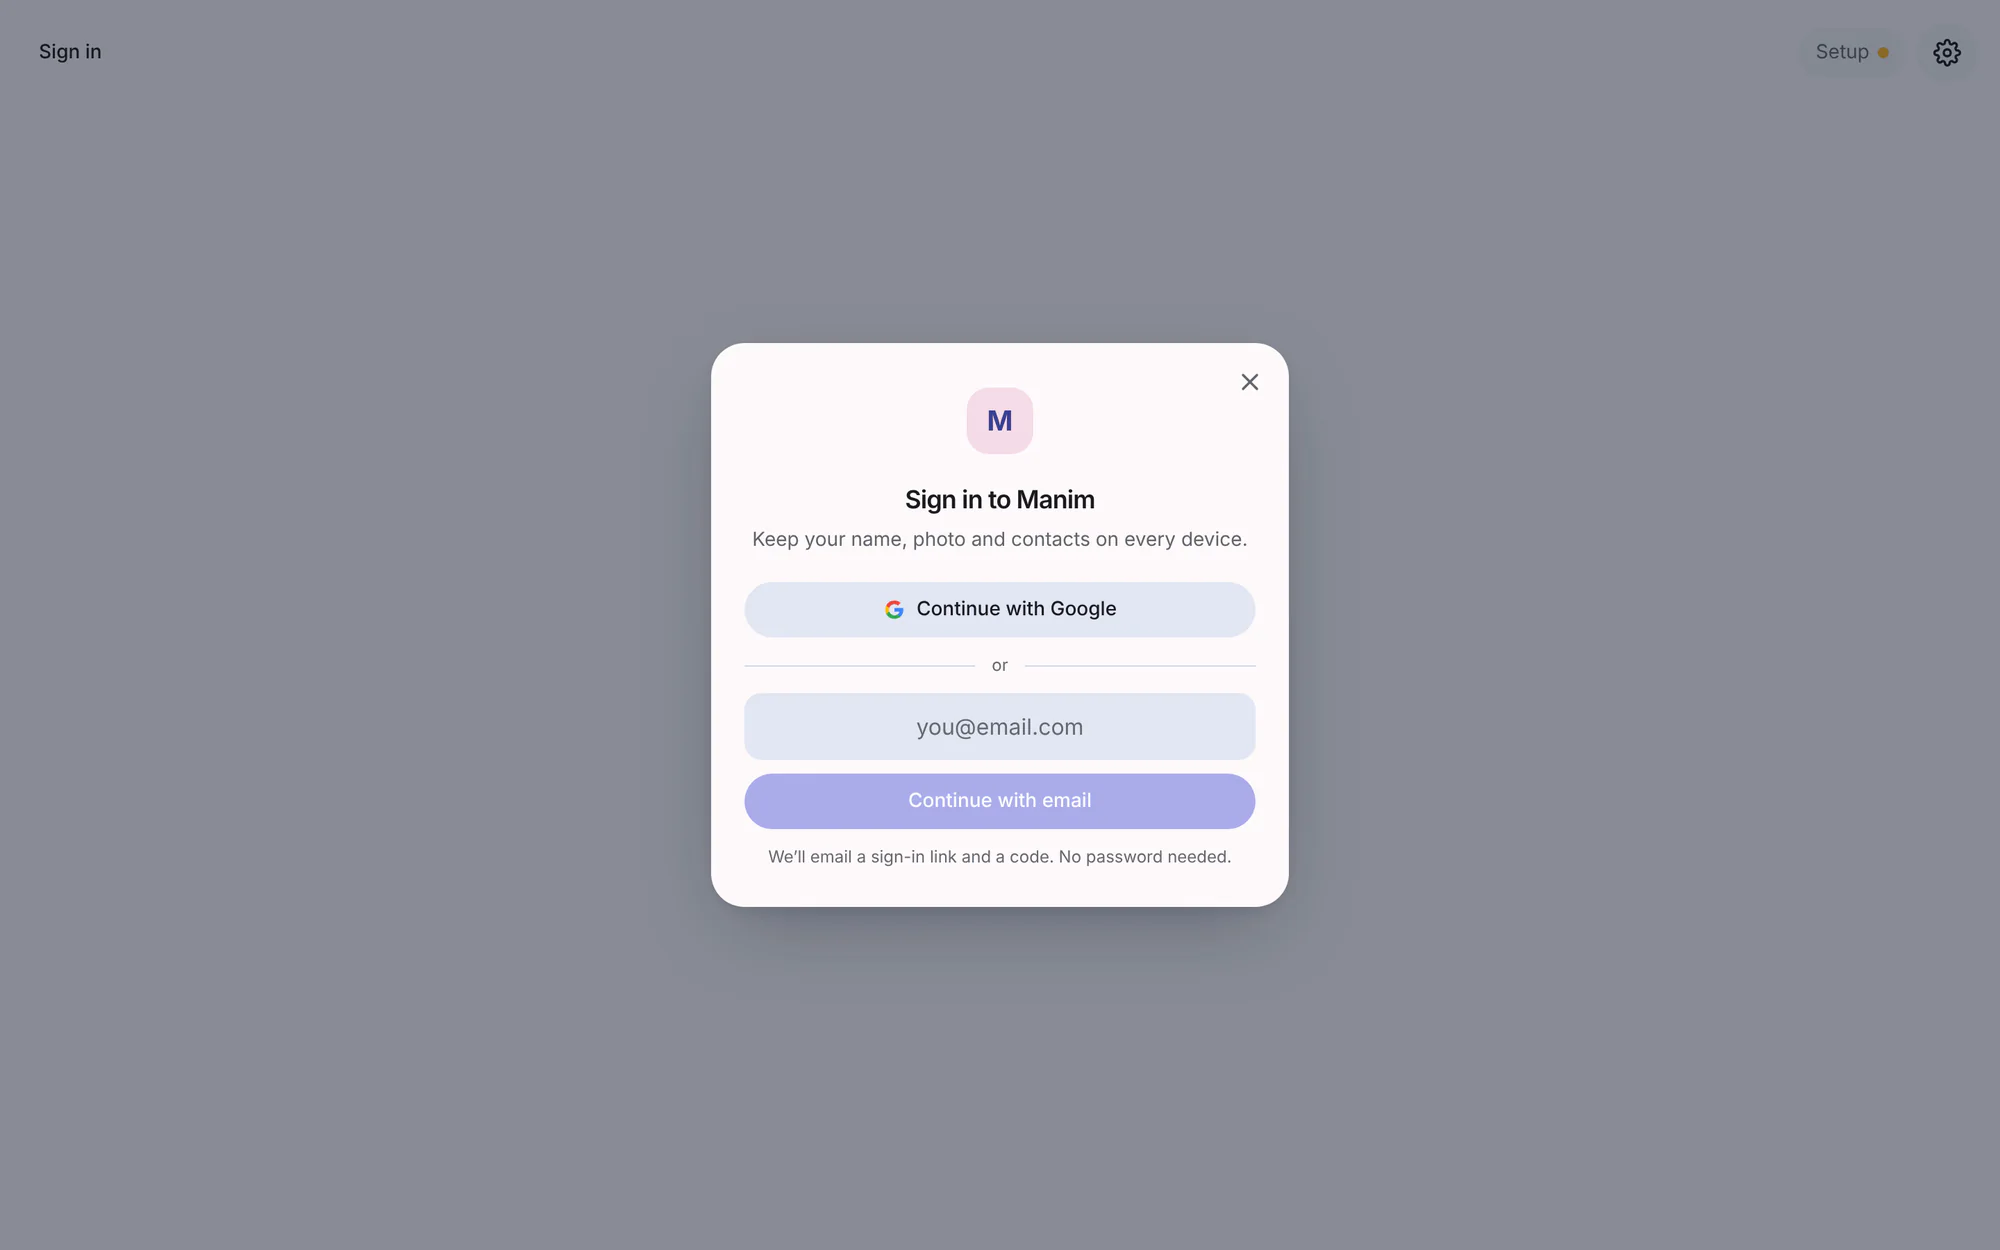 Sign in
Setup
M
Sign in to Manim
Keep your name, photo and contacts on every device.
Continue with Google
or
you@email.com
Continue with email
We’ll email a sign-in link and a code. No password needed.